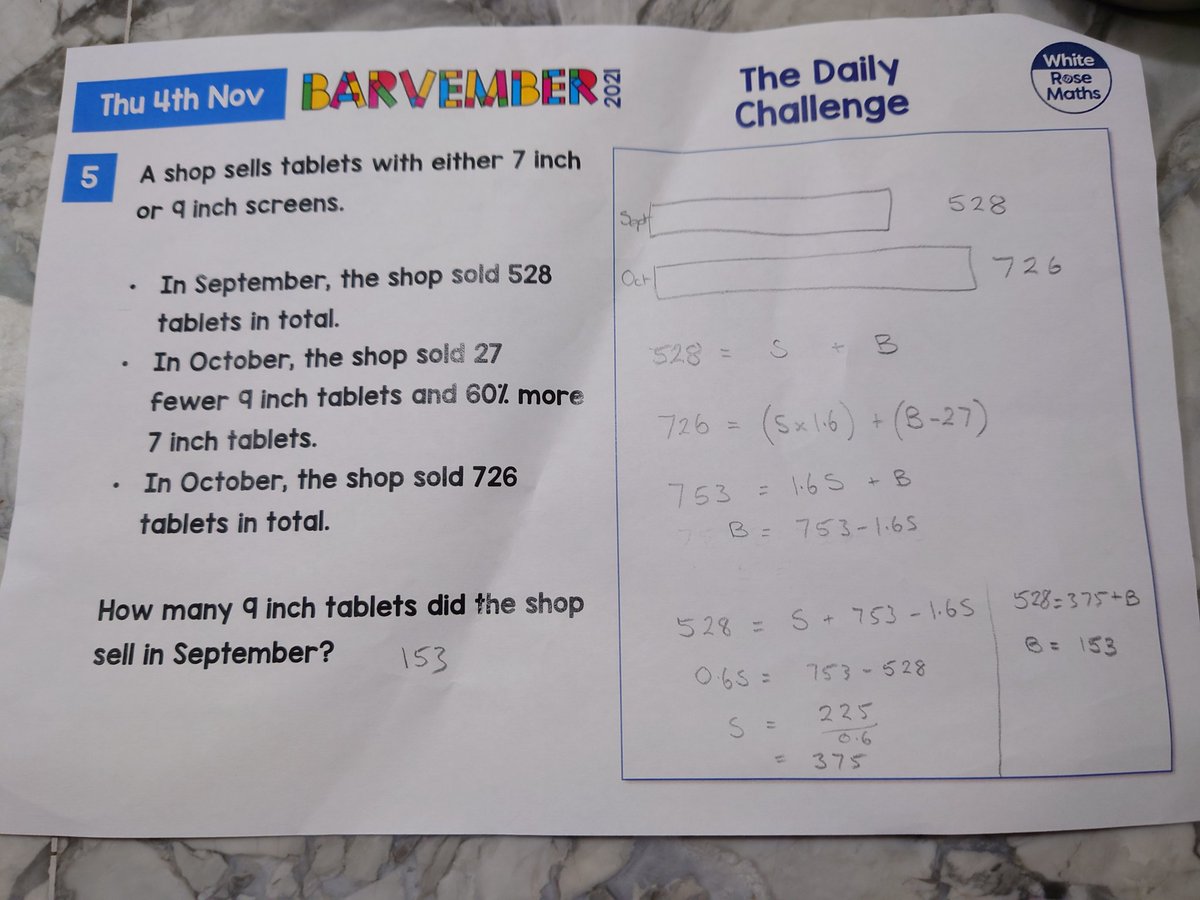 Thu 4th Nov
BARVEMBER 2021
The Daily
Challenge
White
Rose
Maths
5
A shop sells tablets with either 7 inch
or 9 inch screens.
· In September, the shop sold 528
tablets in total.
· In October, the shop sold 27
fewer 9 inch tablets and 60% more
7 inch tablets.
· In October, the shop sold 726
tablets in total.
How many 9 inch tablets did the shop
sell in September? 153
Sept 528
Oct 726
528 = S + B
726 = (S×1.6) + (B-27)
753 = 1.6S + B
B = 753-1.6S
528 = S + 753 - 1.6S
0.6S = 753 - 528
S = 225
0.6
= 375
528=375+B
B = 153